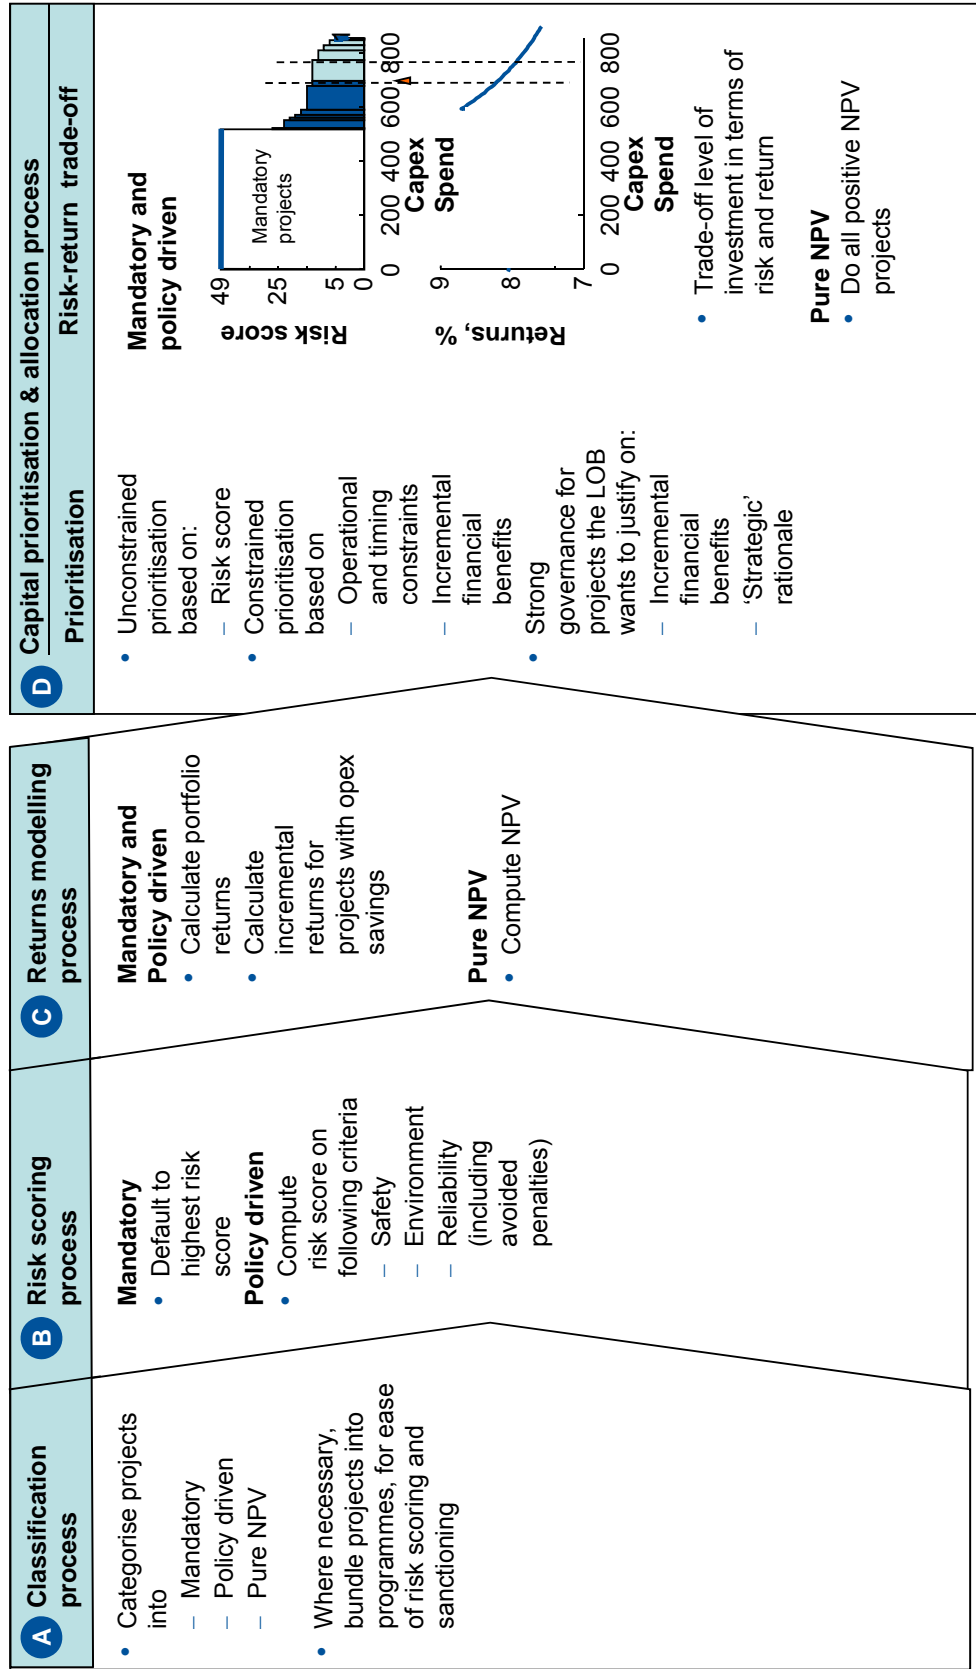 A Classification
process
• Categorise projects
into
– Mandatory
– Policy driven
– Pure NPV
• Where necessary,
bundle projects into
programmes, for ease
of risk scoring and
sanctioning
B Risk scoring
process
Mandatory
• Default to
highest risk
score
Policy driven
• Compute
risk score on
following criteria
– Safety
– Environment
– Reliability
(including
avoided
penalties)
C Returns modelling
process
Mandatory and
Policy driven
• Calculate portfolio
returns
• Calculate
incremental
returns for
projects with opex
savings
Pure NPV
• Compute NPV
D Capital prioritisation & allocation process
Prioritisation
• Unconstrained
prioritisation
based on:
– Risk score
• Constrained
prioritisation
based on
– Operational
and timing
constraints
– Incremental
financial
benefits
• Strong
governance for
projects the LOB
wants to justify on:
– Incremental
financial
benefits
– ‘Strategic’
rationale
Risk-return trade-off
Mandatory and
policy driven
Risk score
49
25
5
0
Mandatory
projects
0 200 400 600 800
Capex
Spend
Returns, %
9
8
7
0 200 400 600 800
Capex
Spend
• Trade-off level of
investment in terms of
risk and return
Pure NPV
• Do all positive NPV
projects